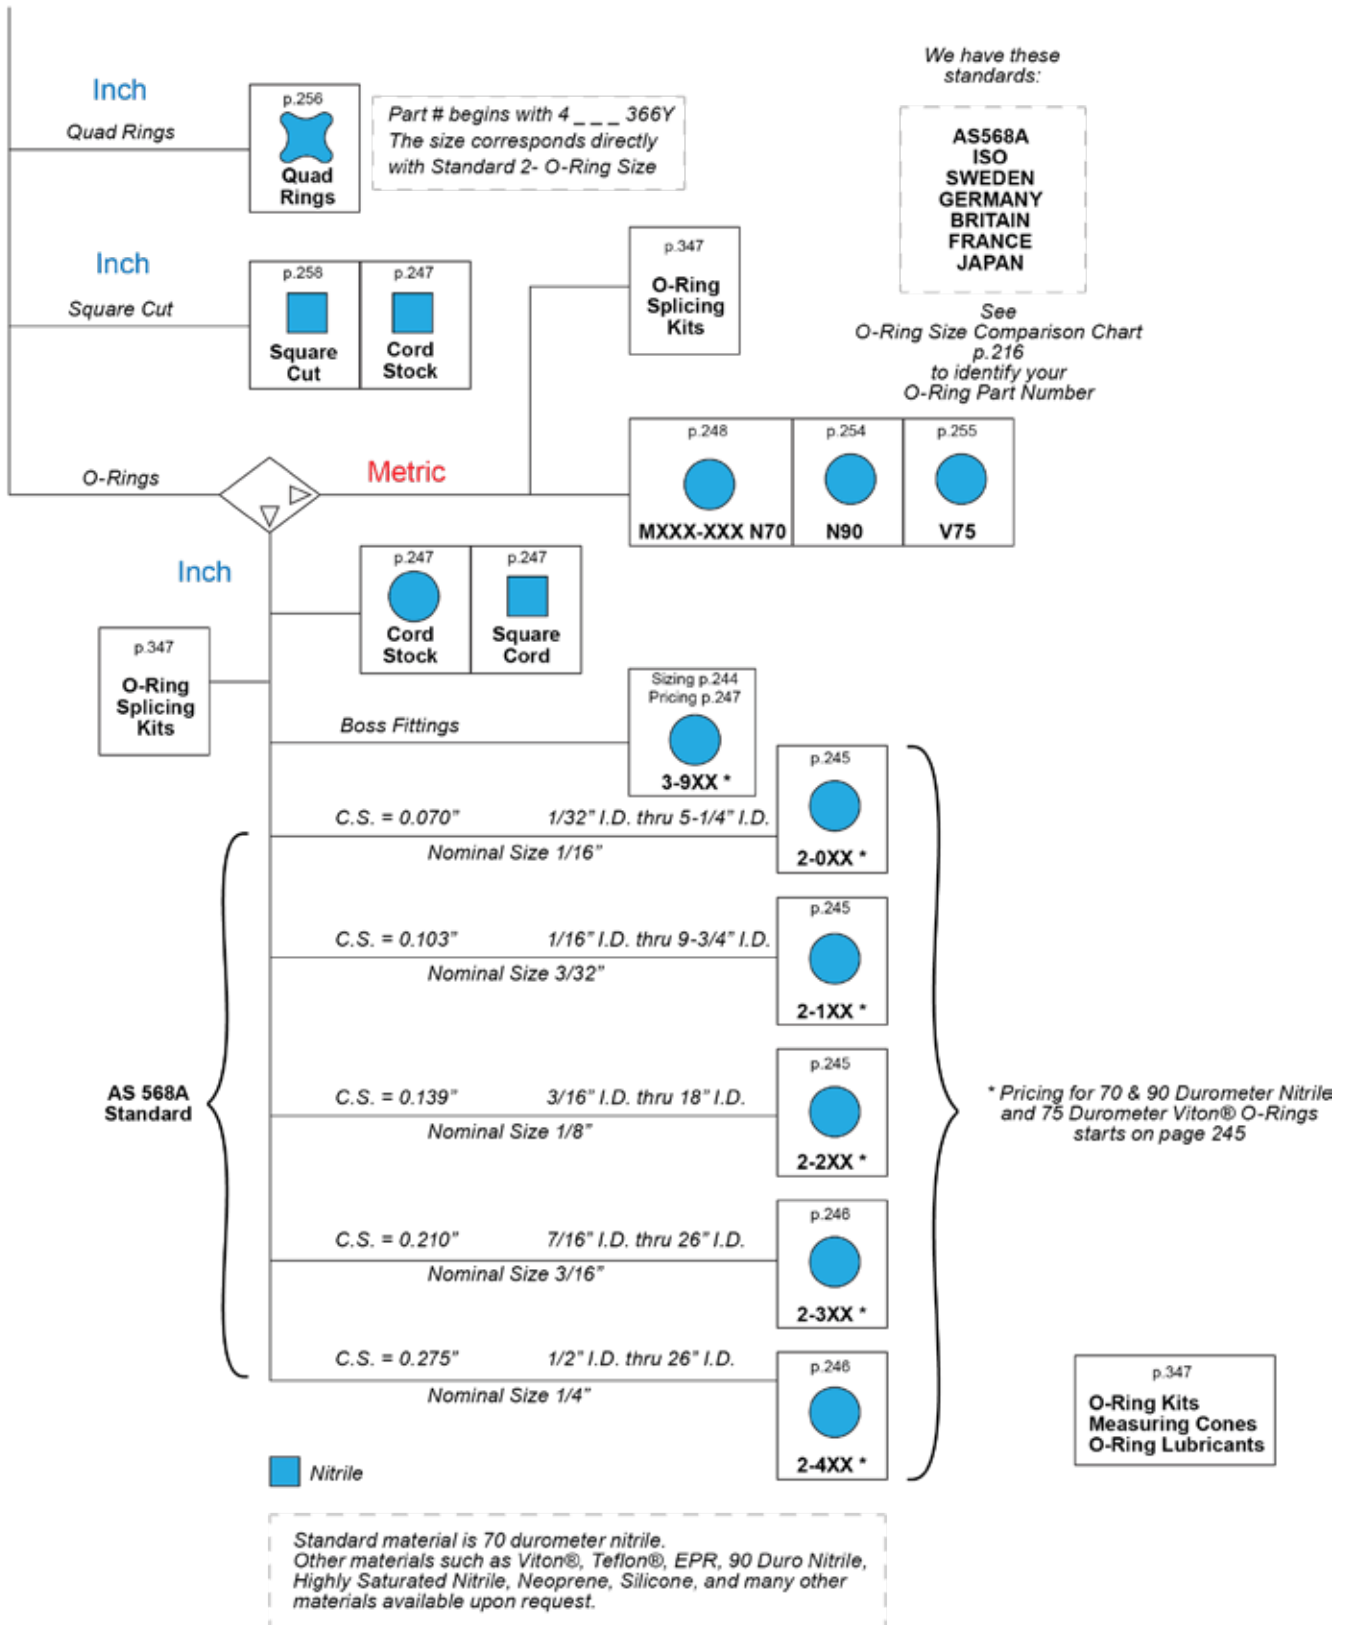 Inch
Quad Rings
p.256
Quad
Rings
Part # begins with 4 _ _ _ 366Y
The size corresponds directly
with Standard 2- O-Ring Size
We have these
standards:
AS568A
ISO
SWEDEN
GERMANY
BRITAIN
FRANCE
JAPAN
See
O-Ring Size Comparison Chart
p.216
to identify your
O-Ring Part Number
Inch
Square Cut
p.258
Square
Cut
p.247
Cord
Stock
p.347
O-Ring
Splicing
Kits
O-Rings
Metric
p.248
MXXX-XXX N70
p.254
N90
p.255
V75
Inch
p.247
Cord
Stock
p.247
Square
Cord
p.347
O-Ring
Splicing
Kits
Boss Fittings
Sizing p.244
Pricing p.247
3-9XX *
C.S. = 0.070” 1/32” I.D. thru 5-1/4” I.D.
Nominal Size 1/16”
p.245
2-0XX *
C.S. = 0.103” 1/16” I.D. thru 9-3/4” I.D.
Nominal Size 3/32”
p.245
2-1XX *
AS 568A
Standard
C.S. = 0.139” 3/16” I.D. thru 18” I.D.
Nominal Size 1/8”
p.245
2-2XX *
* Pricing for 70 & 90 Durometer Nitrile
and 75 Durometer Viton® O-Rings
starts on page 245
C.S. = 0.210” 7/16” I.D. thru 26” I.D.
Nominal Size 3/16”
p.246
2-3XX *
C.S. = 0.275” 1/2” I.D. thru 26” I.D.
Nominal Size 1/4”
p.246
2-4XX *
p.347
O-Ring Kits
Measuring Cones
O-Ring Lubricants
Nitrile
Standard material is 70 durometer nitrile.
Other materials such as Viton®, Teflon®, EPR, 90 Duro Nitrile,
Highly Saturated Nitrile, Neoprene, Silicone, and many other
materials available upon request.